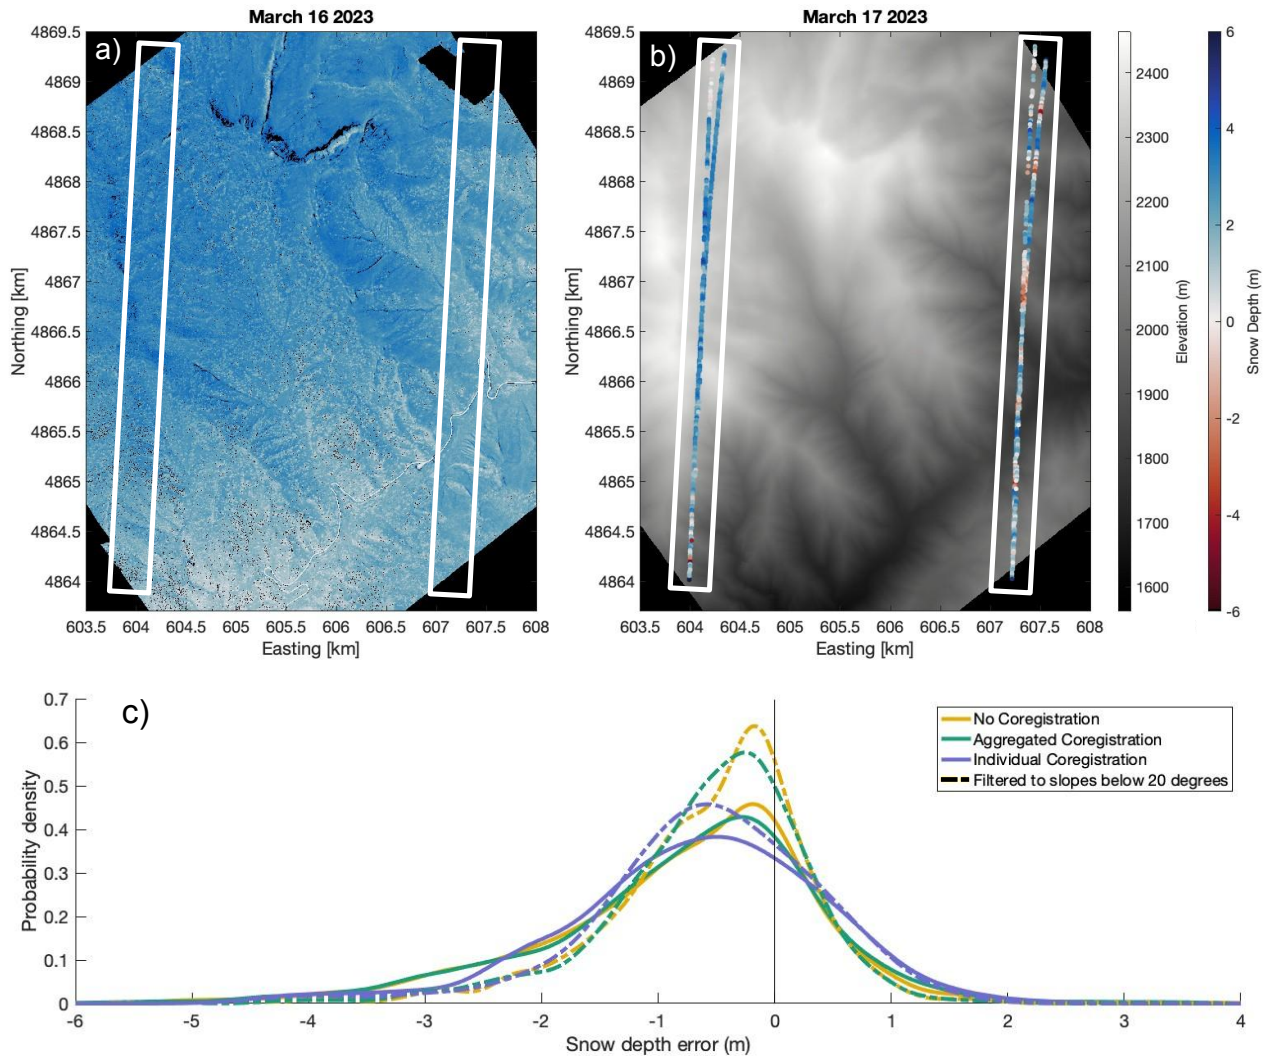 March 16 2023
a)
4869.5
4869
4868.5
4868
4867.5
4867
4866.5
4866
4865.5
4865
4864.5
4864
Northing [km]
603.5 604 604.5 605 605.5 606 606.5 607 607.5 608
Easting [km]
March 17 2023
b)
4869.5
4869
4868.5
4868
4867.5
4867
4866.5
4866
4865.5
4865
4864.5
4864
Northing [km]
603.5 604 604.5 605 605.5 606 606.5 607 607.5 608
Easting [km]
2400
2300
2200
2100
2000
1900
1800
1700
1600
Elevation (m)
6
4
2
0
-2
-4
-6
Snow Depth (m)
c)
0.7
0.6
0.5
0.4
0.3
0.2
0.1
0
Probability density
-6 -5 -4 -3 -2 -1 0 1 2 3 4
Snow depth error (m)
No Coregistration
Aggregated Coregistration
Individual Coregistration
Filtered to slopes below 20 degrees